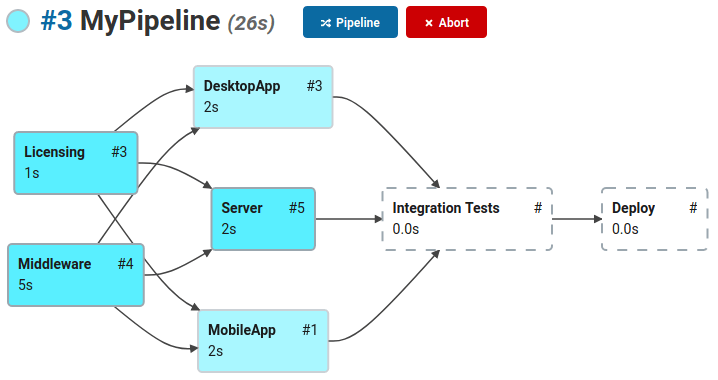 #3 MyPipeline (26s)
Pipeline
Abort
DesktopApp #3
2s
Licensing #3
1s
Server #5
2s
Integration Tests #
0.0s
Deploy #
0.0s
Middleware #4
5s
MobileApp #1
2s